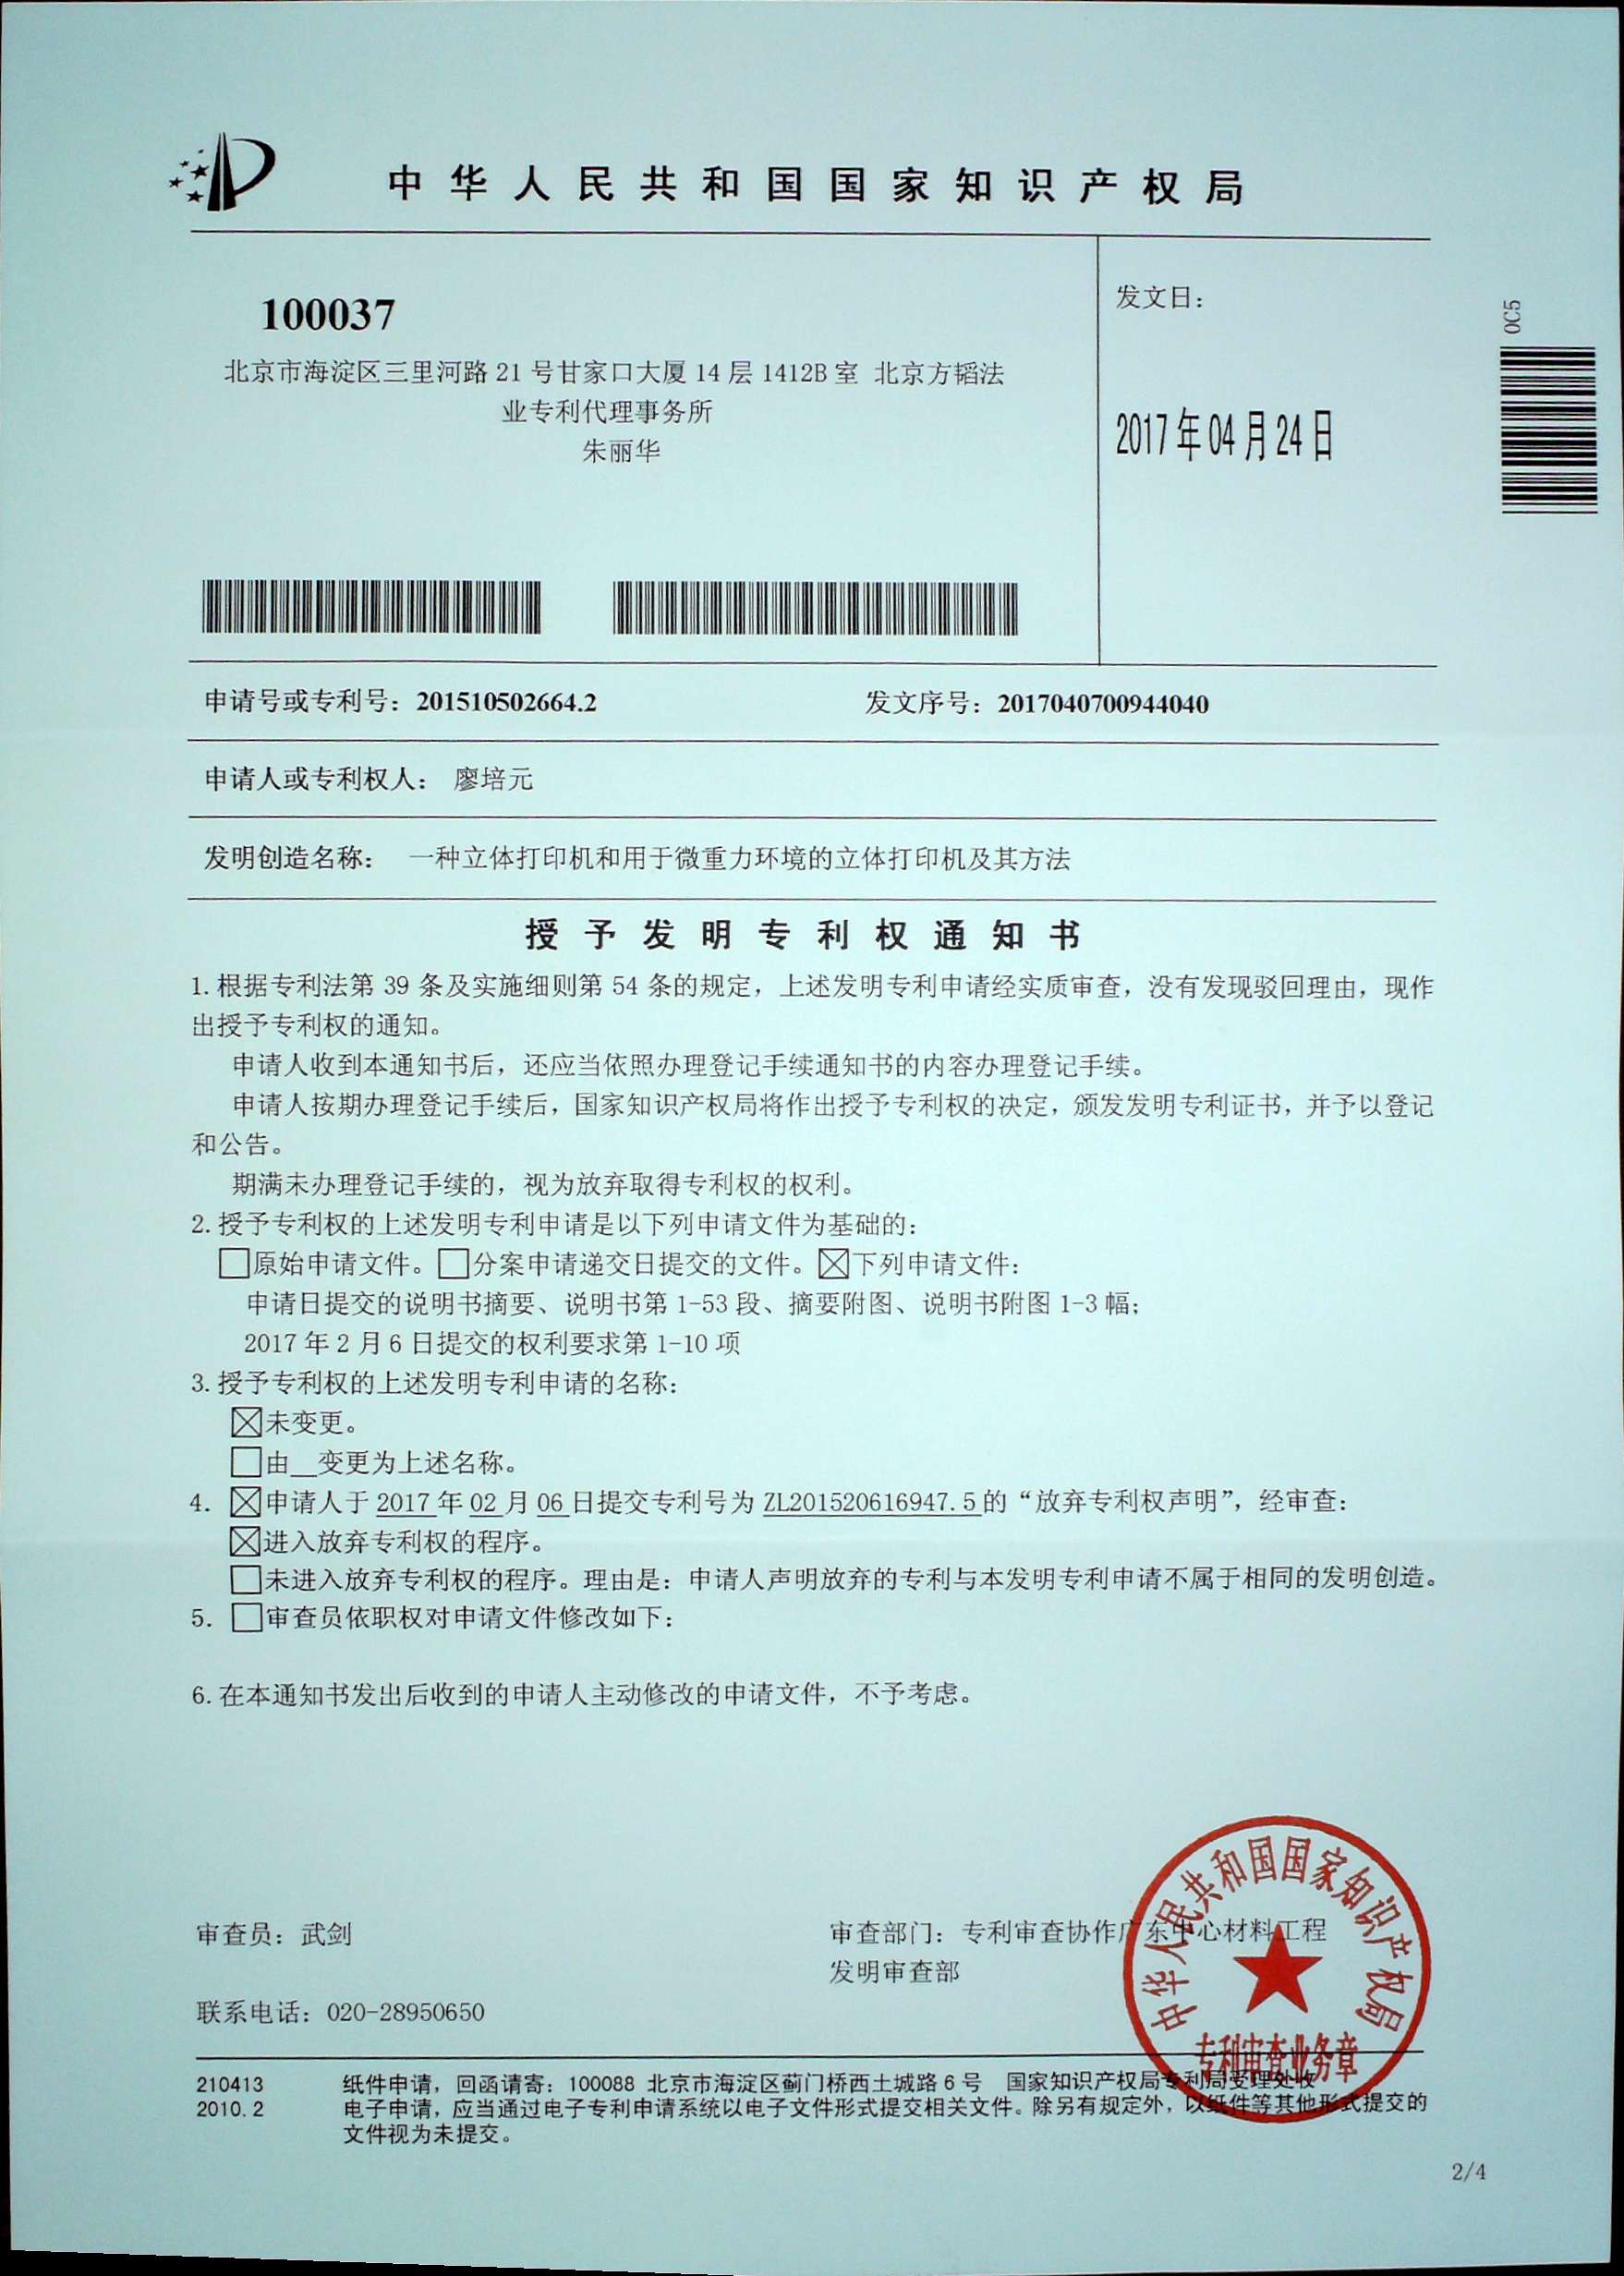 中华人民共和国国家知识产权局
100037
北京市海淀区三里河路 21 号甘家口大厦 14 层 1412B 室 北京方韬法
业专利代理事务所
朱丽华
发文日：
2017年04月24日
0C5
申请号或专利号：201510502664.2 发文序号：2017040700944040
申请人或专利权人： 廖培元
发明创造名称： 一种立体打印机和用于微重力环境的立体打印机及其方法
授予发明专利权通知书
1.根据专利法第 39 条及实施细则第 54 条的规定，上述发明专利申请经实质审查，没有发现驳回理由，现作
出授予专利权的通知。
申请人收到本通知书后，还应当依照办理登记手续通知书的内容办理登记手续。
申请人按期办理登记手续后，国家知识产权局将作出授予专利权的决定，颁发发明专利证书，并予以登记
和公告。
期满未办理登记手续的，视为放弃取得专利权的权利。
2.授予专利权的上述发明专利申请是以下列申请文件为基础的：
□原始申请文件。□分案申请递交日提交的文件。☒下列申请文件：
申请日提交的说明书摘要、说明书第 1-53 段、摘要附图、说明书附图 1-3 幅；
2017 年 2 月 6 日提交的权利要求第 1-10 项
3.授予专利权的上述发明专利申请的名称：
☒未变更。
□由__变更为上述名称。
4. ☒申请人于 2017 年 02 月 06 日提交专利号为 ZL201520616947.5 的“放弃专利权声明”，经审查：
☒进入放弃专利权的程序。
□未进入放弃专利权的程序。理由是：申请人声明放弃的专利与本发明专利申请不属于相同的发明创造。
5. □审查员依职权对申请文件修改如下：
6.在本通知书发出后收到的申请人主动修改的申请文件，不予考虑。
审查员：武剑 审查部门：专利审查协作广东中心材料工程
发明审查部
联系电话：020-28950650
中华人民共和国国家知识产权局
专利审查业务章
210413 纸件申请，回函请寄：100088 北京市海淀区蓟门桥西土城路 6 号 国家知识产权局专利局受理处收
2010.2 电子申请，应当通过电子专利申请系统以电子文件形式提交相关文件。除另有规定外，以纸件等其他形式提交的
文件视为未提交。
2/4